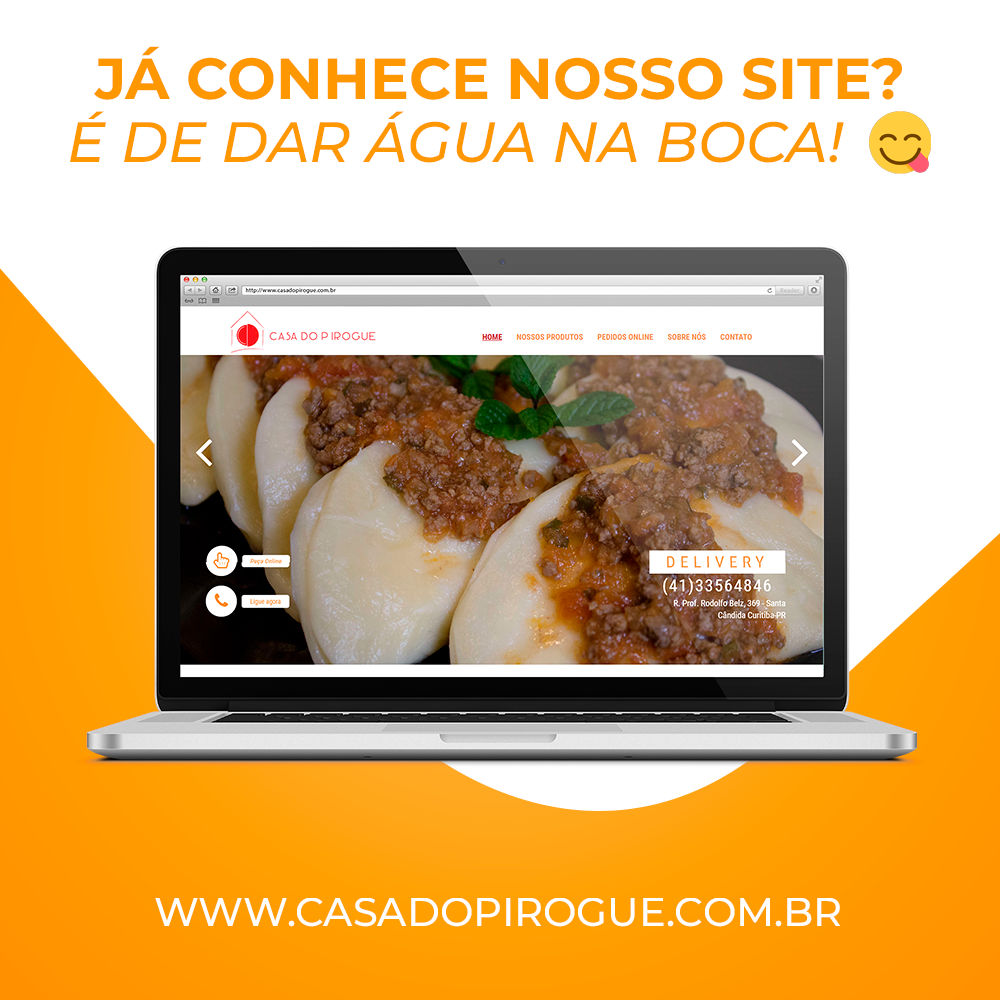 JÁ CONHECE NOSSO SITE?
É DE DAR ÁGUA NA BOCA!
http://www.casadopirogue.com.br
Reader
CASA DO PIROGUE
HOME NOSSOS PRODUTOS PEDIDOS ONLINE SOBRE NÓS CONTATO
Peça Online
Ligue agora
DELIVERY
(41)33564846
R. Prof. Rodolfo Belz, 369 - Santa
Cândida Curitiba-PR
WWW.CASADOPIROGUE.COM.BR